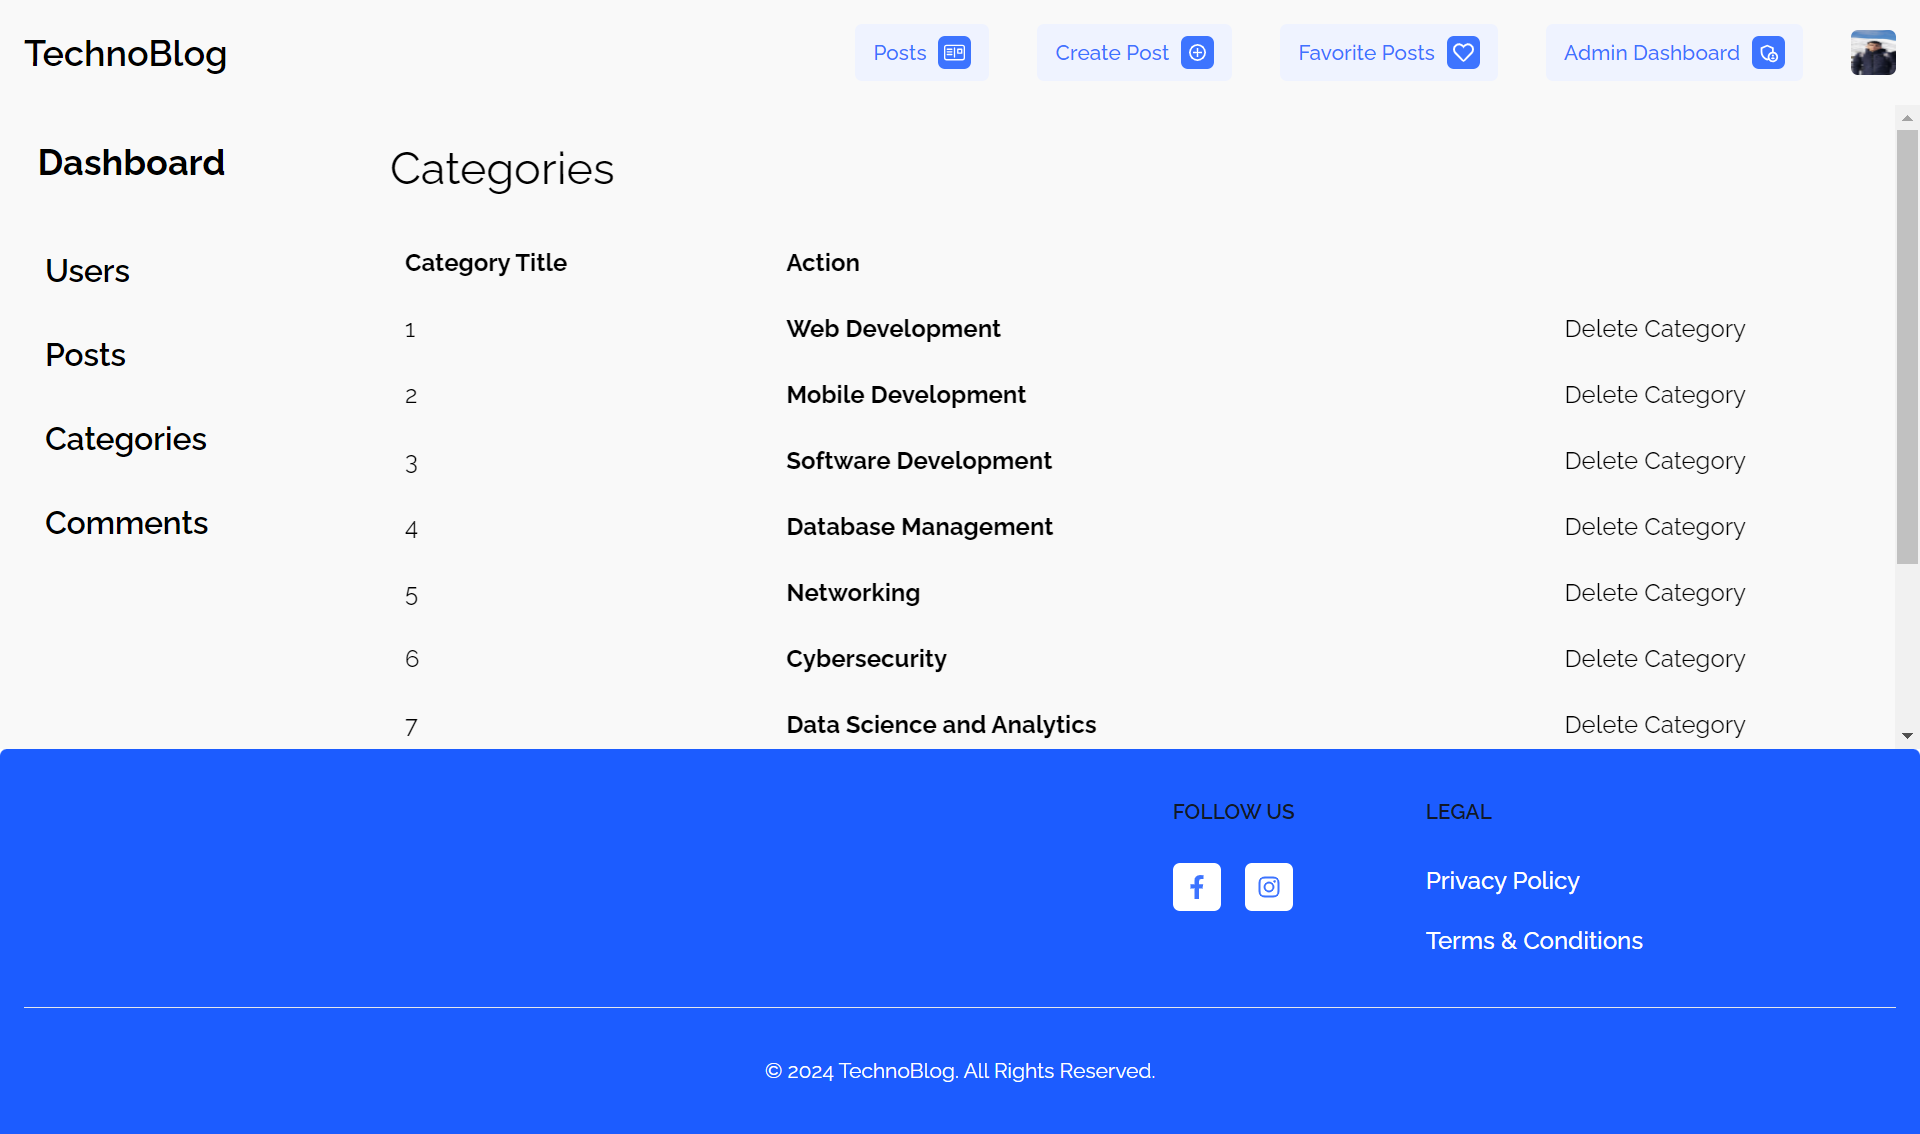 TechnoBlog
Posts
Create Post
Favorite Posts
Admin Dashboard
Dashboard
Users
Posts
Categories
Comments
Categories
Category Title Action
1 Web Development Delete Category
2 Mobile Development Delete Category
3 Software Development Delete Category
4 Database Management Delete Category
5 Networking Delete Category
6 Cybersecurity Delete Category
7 Data Science and Analytics Delete Category
FOLLOW US
LEGAL
Privacy Policy
Terms & Conditions
© 2024 TechnoBlog. All Rights Reserved.